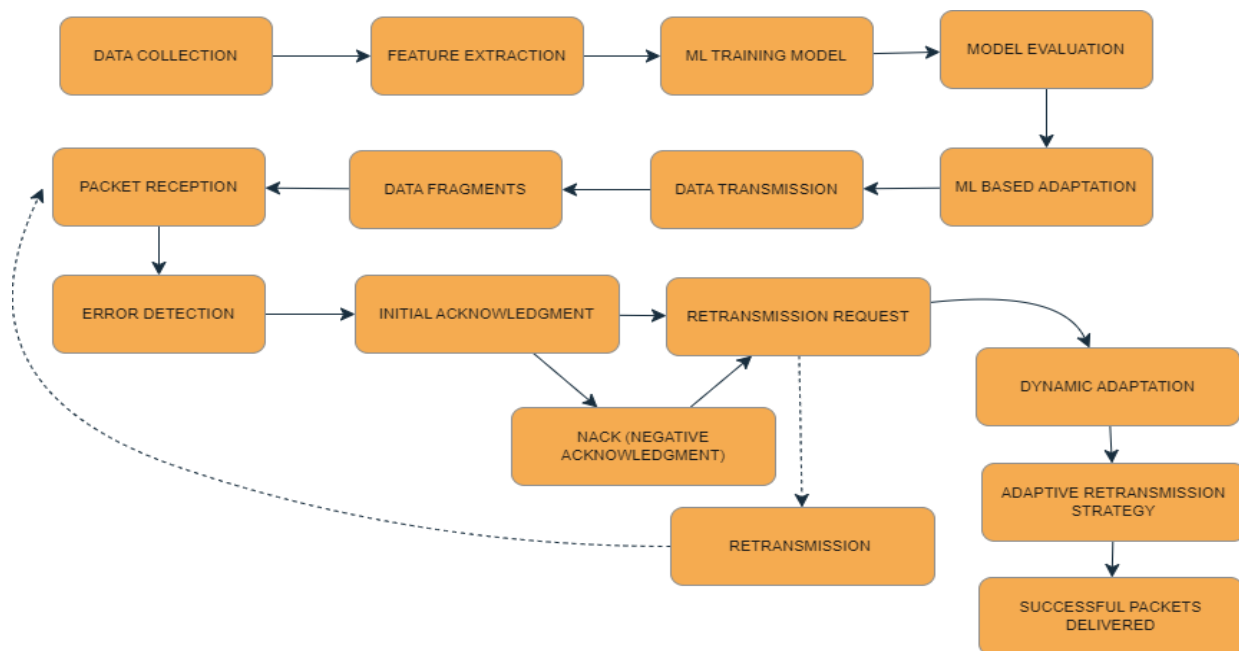 DATA COLLECTION
FEATURE EXTRACTION
ML TRAINING MODEL
MODEL EVALUATION
PACKET RECEPTION
DATA FRAGMENTS
DATA TRANSMISSION
ML BASED ADAPTATION
ERROR DETECTION
INITIAL ACKNOWLEDGMENT
RETRANSMISSION REQUEST
DYNAMIC ADAPTATION
NACK (NEGATIVE
ACKNOWLEDGMENT)
ADAPTIVE RETRANSMISSION
STRATEGY
RETRANSMISSION
SUCCESSFUL PACKETS
DELIVERED